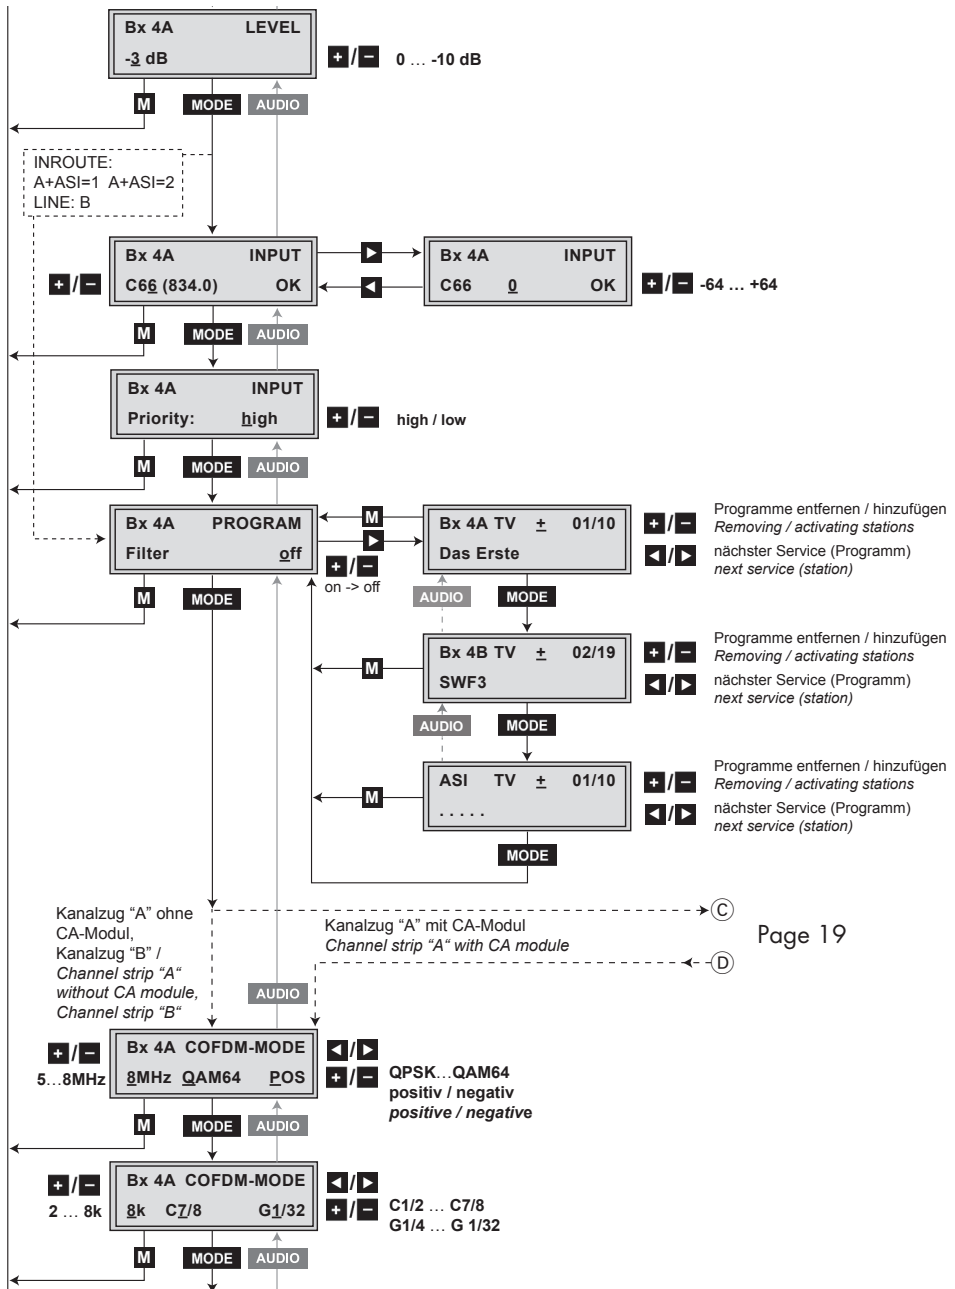 Bx 4A LEVEL
-3 dB
+/− 0 … -10 dB
M MODE AUDIO
INROUTE:
A+ASI=1 A+ASI=2
LINE: B
+/−
Bx 4A INPUT
C66 (834.0) OK
Bx 4A INPUT
C66 0 OK
+/− -64 … +64
M MODE AUDIO
Bx 4A INPUT
Priority: high
+/− high / low
M MODE AUDIO
Bx 4A PROGRAM
Filter off
M
+/−
on -> off
Bx 4A TV + 01/10
Das Erste
+/− Programme entfernen / hinzufügen
Removing / activating stations
nächster Service (Programm)
next service (station)
M MODE
AUDIO MODE
Bx 4B TV + 02/19
SWF3
M
+/− Programme entfernen / hinzufügen
Removing / activating stations
nächster Service (Programm)
next service (station)
AUDIO MODE
ASI TV + 01/10
. . . . .
M
+/− Programme entfernen / hinzufügen
Removing / activating stations
nächster Service (Programm)
next service (station)
MODE
Kanalzug “A” ohne
CA-Modul,
Kanalzug “B” /
Channel strip “A“
without CA module,
Channel strip “B“
C
Kanalzug “A” mit CA-Modul
Channel strip “A“ with CA module
Page 19
D
AUDIO
+/−
5…8MHz
Bx 4A COFDM-MODE
8MHz QAM64 POS
+/− QPSK…QAM64
positiv / negativ
positive / negative
M MODE AUDIO
+/−
2 … 8k
Bx 4A COFDM-MODE
8k C7/8 G1/32
+/− C1/2 … C7/8
G1/4 … G 1/32
M MODE AUDIO